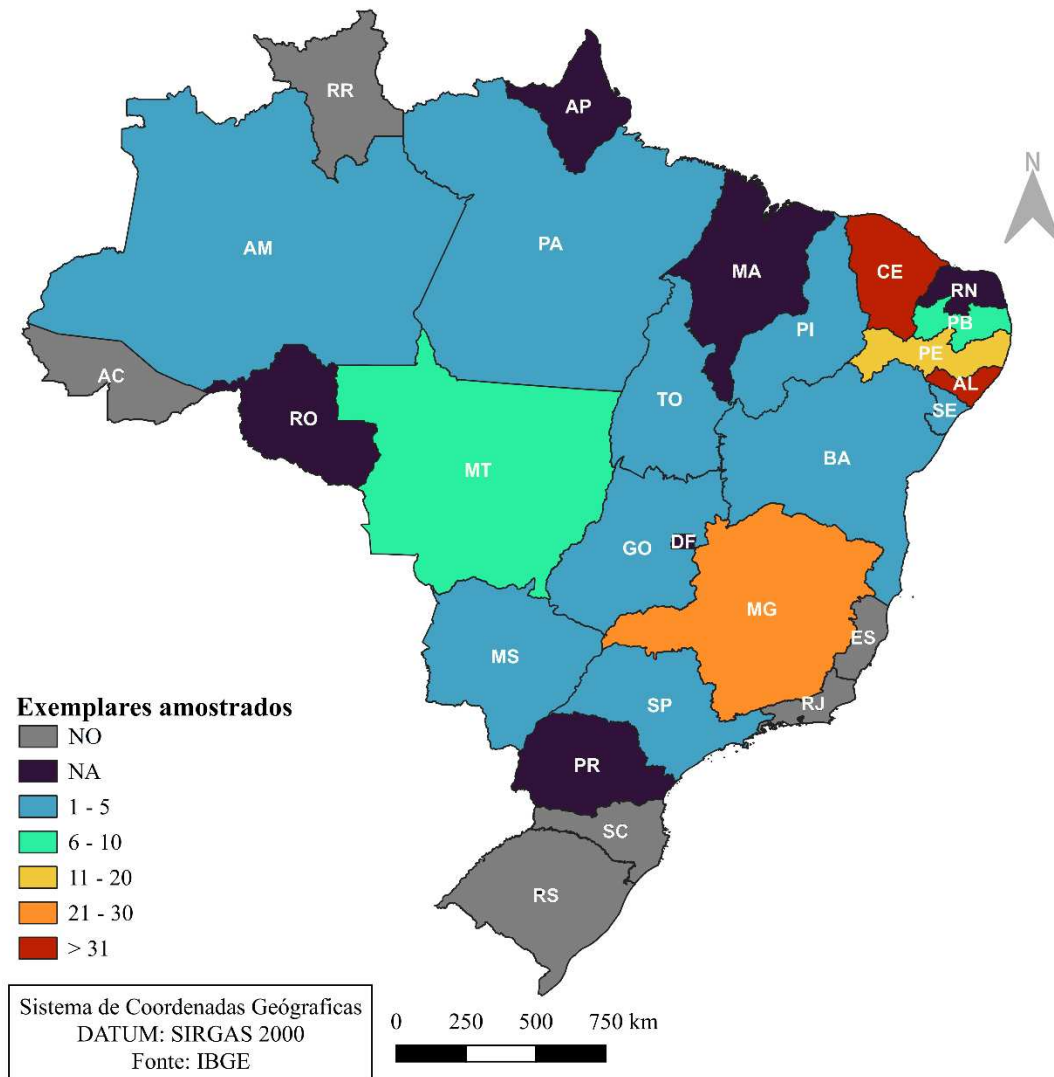 RR
AP
N
AM
PA
MA
CE
RN
PB
PI
PE
AC
AL
TO
SE
RO
BA
MT
DF
GO
MG
ES
MS
RJ
SP
PR
SC
RS
Exemplares amostrados
NO
NA
1 - 5
6 - 10
11 - 20
21 - 30
> 31
Sistema de Coordenadas Geógraficas
DATUM: SIRGAS 2000
Fonte: IBGE
0 250 500 750 km